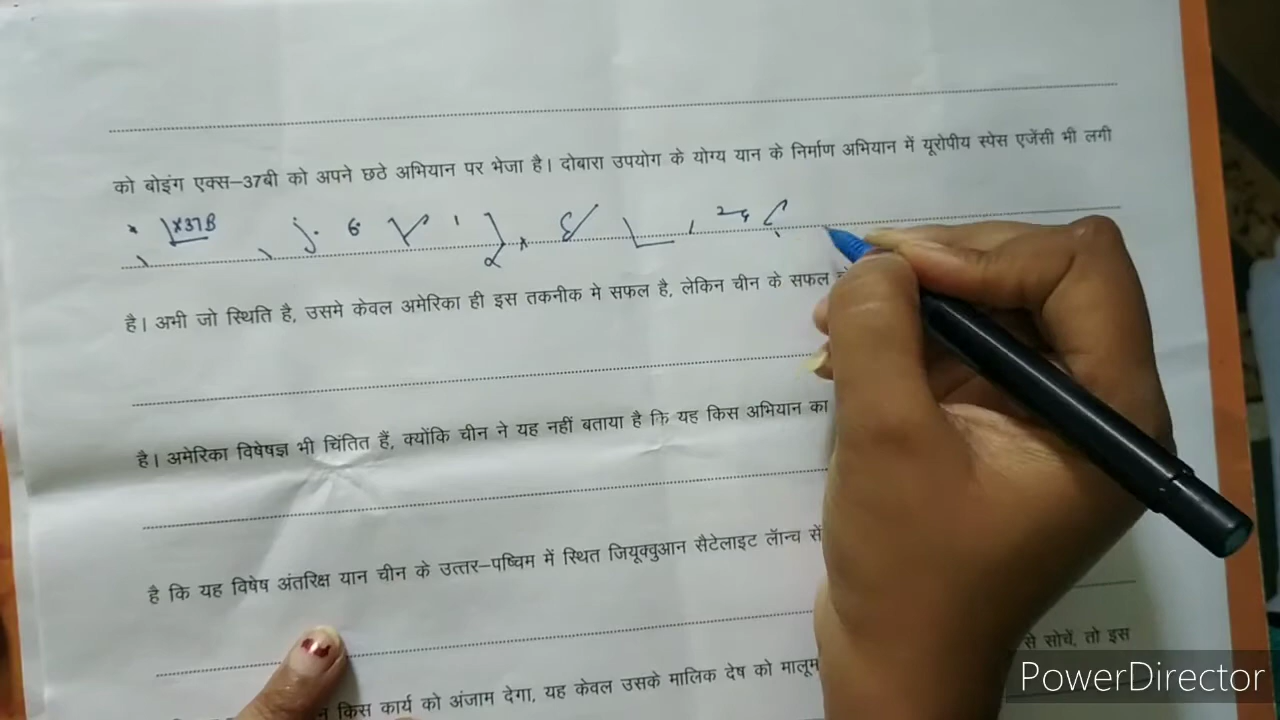 को बोइंग एक्स–37बी को अपने छठे अभियान पर भेजा है। दोबारा उपयोग के योग्य यान के निर्माण अभियान में यूरोपीय स्पेस एजेंसी भी लगी
X37B 6
है। अभी जो स्थिति है, उसमे केवल अमेरिका ही इस तकनीक मे सफल है, लेकिन चीन के सफल
है। अमेरिका विषेषज्ञ भी चिंतित हैं, क्योंकि चीन ने यह नहीं बताया है कि यह किस अभियान का
है कि यह विषेष अंतरिक्ष यान चीन के उत्तर–पष्चिम में स्थित जियूक्वुआन सैटेलाइट लॅान्च सें
से सोचें, तो इस
किस कार्य को अंजाम देगा, यह केवल उसके मालिक देष को मालूम
PowerDirector